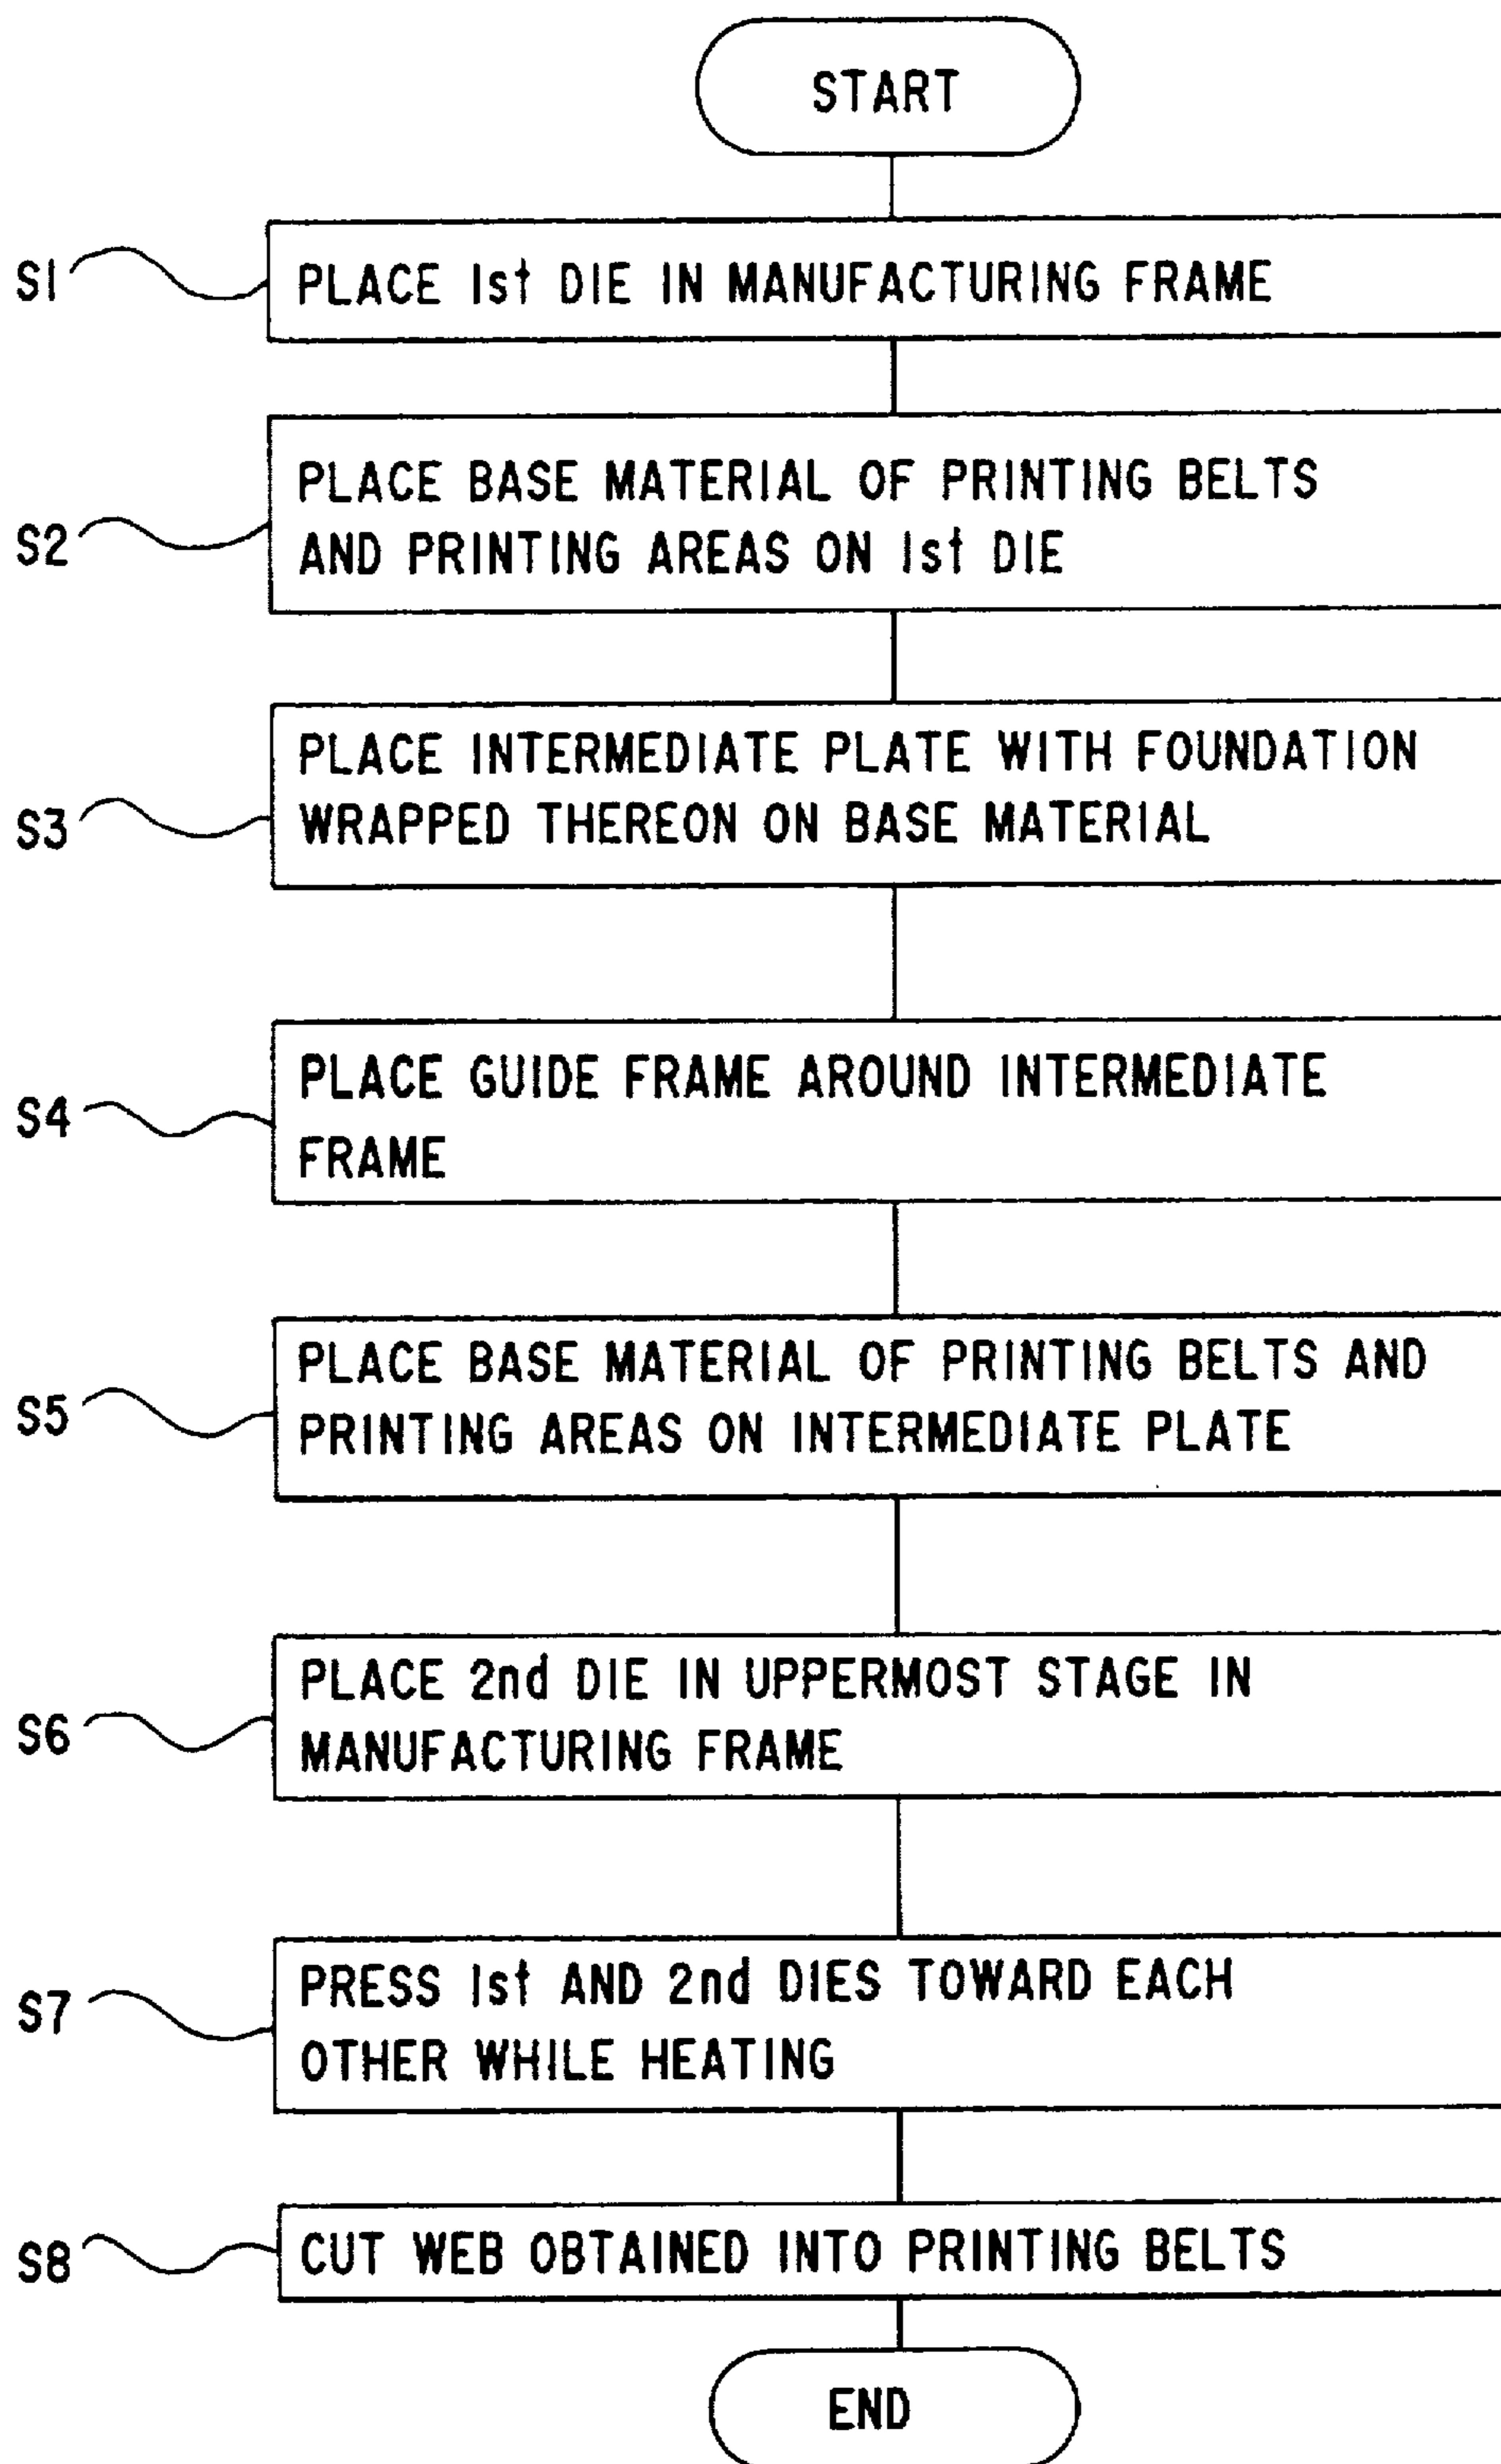 START
S1
PLACE 1st DIE IN MANUFACTURING FRAME
S2
PLACE BASE MATERIAL OF PRINTING BELTS
AND PRINTING AREAS ON 1st DIE
S3
PLACE INTERMEDIATE PLATE WITH FOUNDATION
WRAPPED THEREON ON BASE MATERIAL
S4
PLACE GUIDE FRAME AROUND INTERMEDIATE
FRAME
S5
PLACE BASE MATERIAL OF PRINTING BELTS AND
PRINTING AREAS ON INTERMEDIATE PLATE
S6
PLACE 2nd DIE IN UPPERMOST STAGE IN
MANUFACTURING FRAME
S7
PRESS 1st AND 2nd DIES TOWARD EACH
OTHER WHILE HEATING
S8
CUT WEB OBTAINED INTO PRINTING BELTS
END